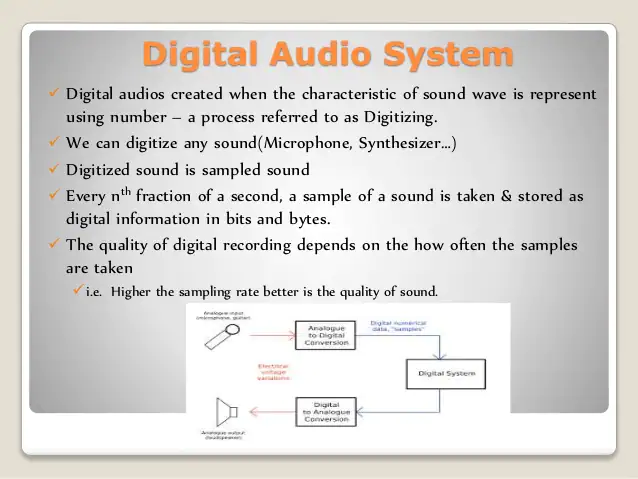 Digital Audio System
✓ Digital audios created when the characteristic of sound wave is represent
using number – a process referred to as Digitizing.
✓ We can digitize any sound(Microphone, Synthesizer...)
✓ Digitized sound is sampled sound
✓ Every nth fraction of a second, a sample of a sound is taken & stored as
digital information in bits and bytes.
✓ The quality of digital recording depends on the how often the samples
are taken
✓ i.e. Higher the sampling rate better is the quality of sound.
Analogue input
(microphone, guitar)
Analogue
to Digital
Conversion
Digital numerical
data, "samples"
Electrical
voltage
variations
Digital System
Digital
to Analogue
Conversion
Analogue output
(loudspeaker)